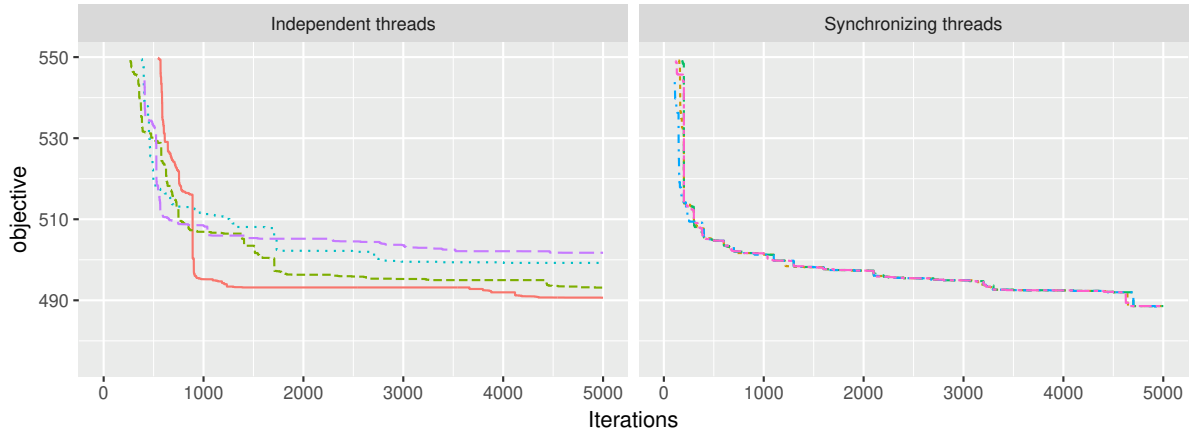 Independent threads
Synchronizing threads
objective
550
530
510
490
0 1000 2000 3000 4000 5000
0 1000 2000 3000 4000 5000
Iterations